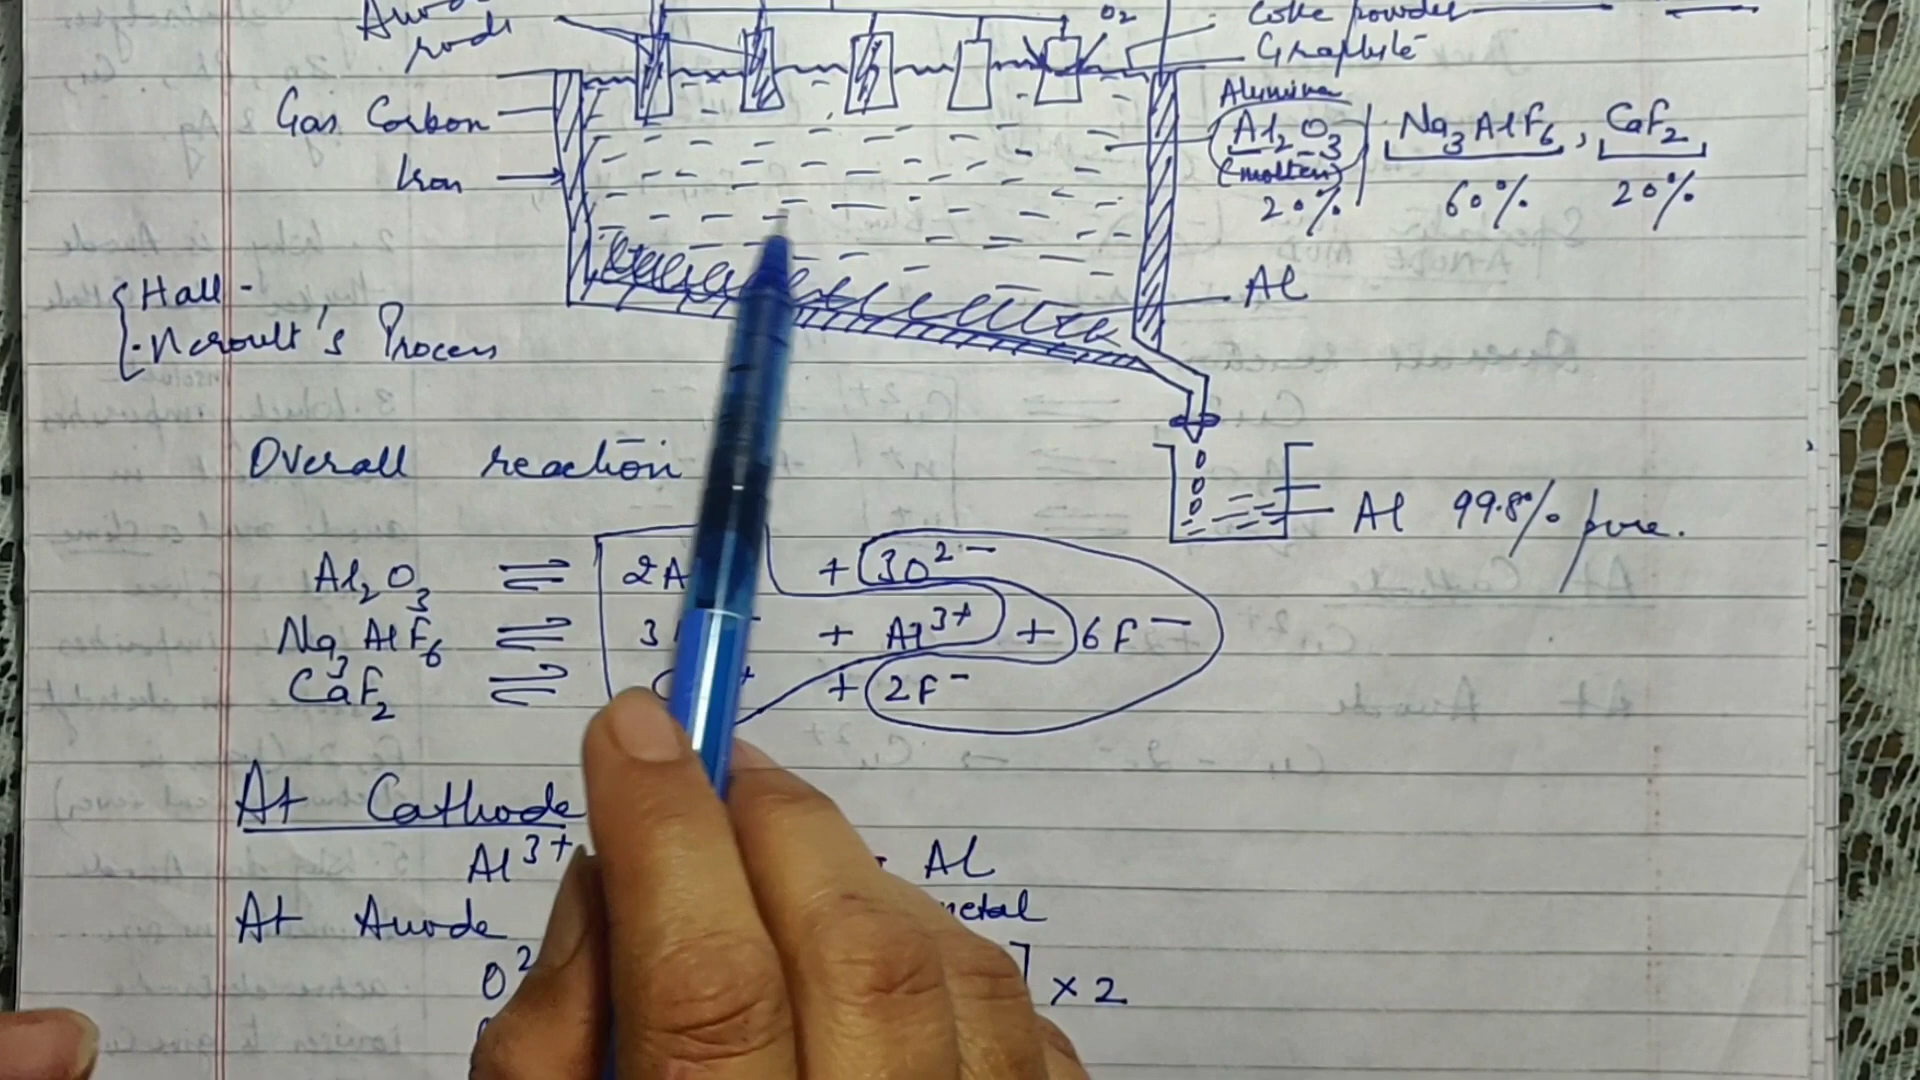 Anode
rods
O2
Coke powder
Graphite
Gas Carbon
Iron
Alumina
Al2O3
(molten)
20%
Na3AlF6, CaF2
60% 20%
Al
{Hall-
.Heroult's Process
Al 99.8% pure.
Overall reaction
Al2O3 ⇌ 2A + 3O2-
Na3AlF6 ⇌ 3 + Al3+ + 6F-
CaF2 ⇌ + 2F-
At Cathode
Al3+ Al
metal
At Anode
O2 ] x 2